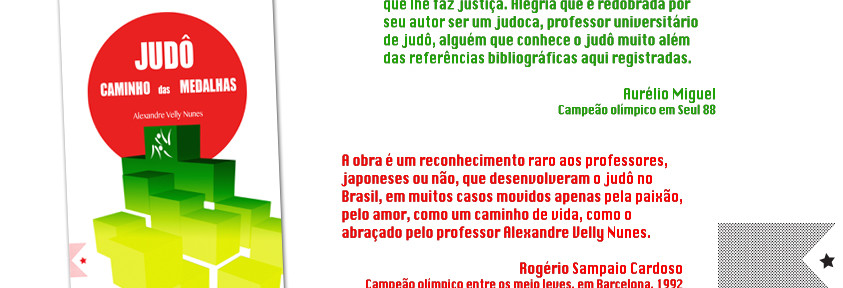 JUDÔ
CAMINHO das MEDALHAS
Alexandre Velly Nunes
que lhe faz justiça. Alegria que é redobrada por
seu autor ser um judoca, professor universitário
de judô, alguém que conhece o judô muito além
das referências bibliográficas aqui registradas.
Aurélio Miguel
Campeão olímpico em Seul 88
A obra é um reconhecimento raro aos professores,
japoneses ou não, que desenvolveram o judô no
Brasil, em muitos casos movidos apenas pela paixão,
pelo amor, como um caminho de vida, como o
abraçado pelo professor Alexandre Velly Nunes.
Rogério Sampaio Cardoso
Campeão olímpico entre os meio leves, em Barcelona, 1992